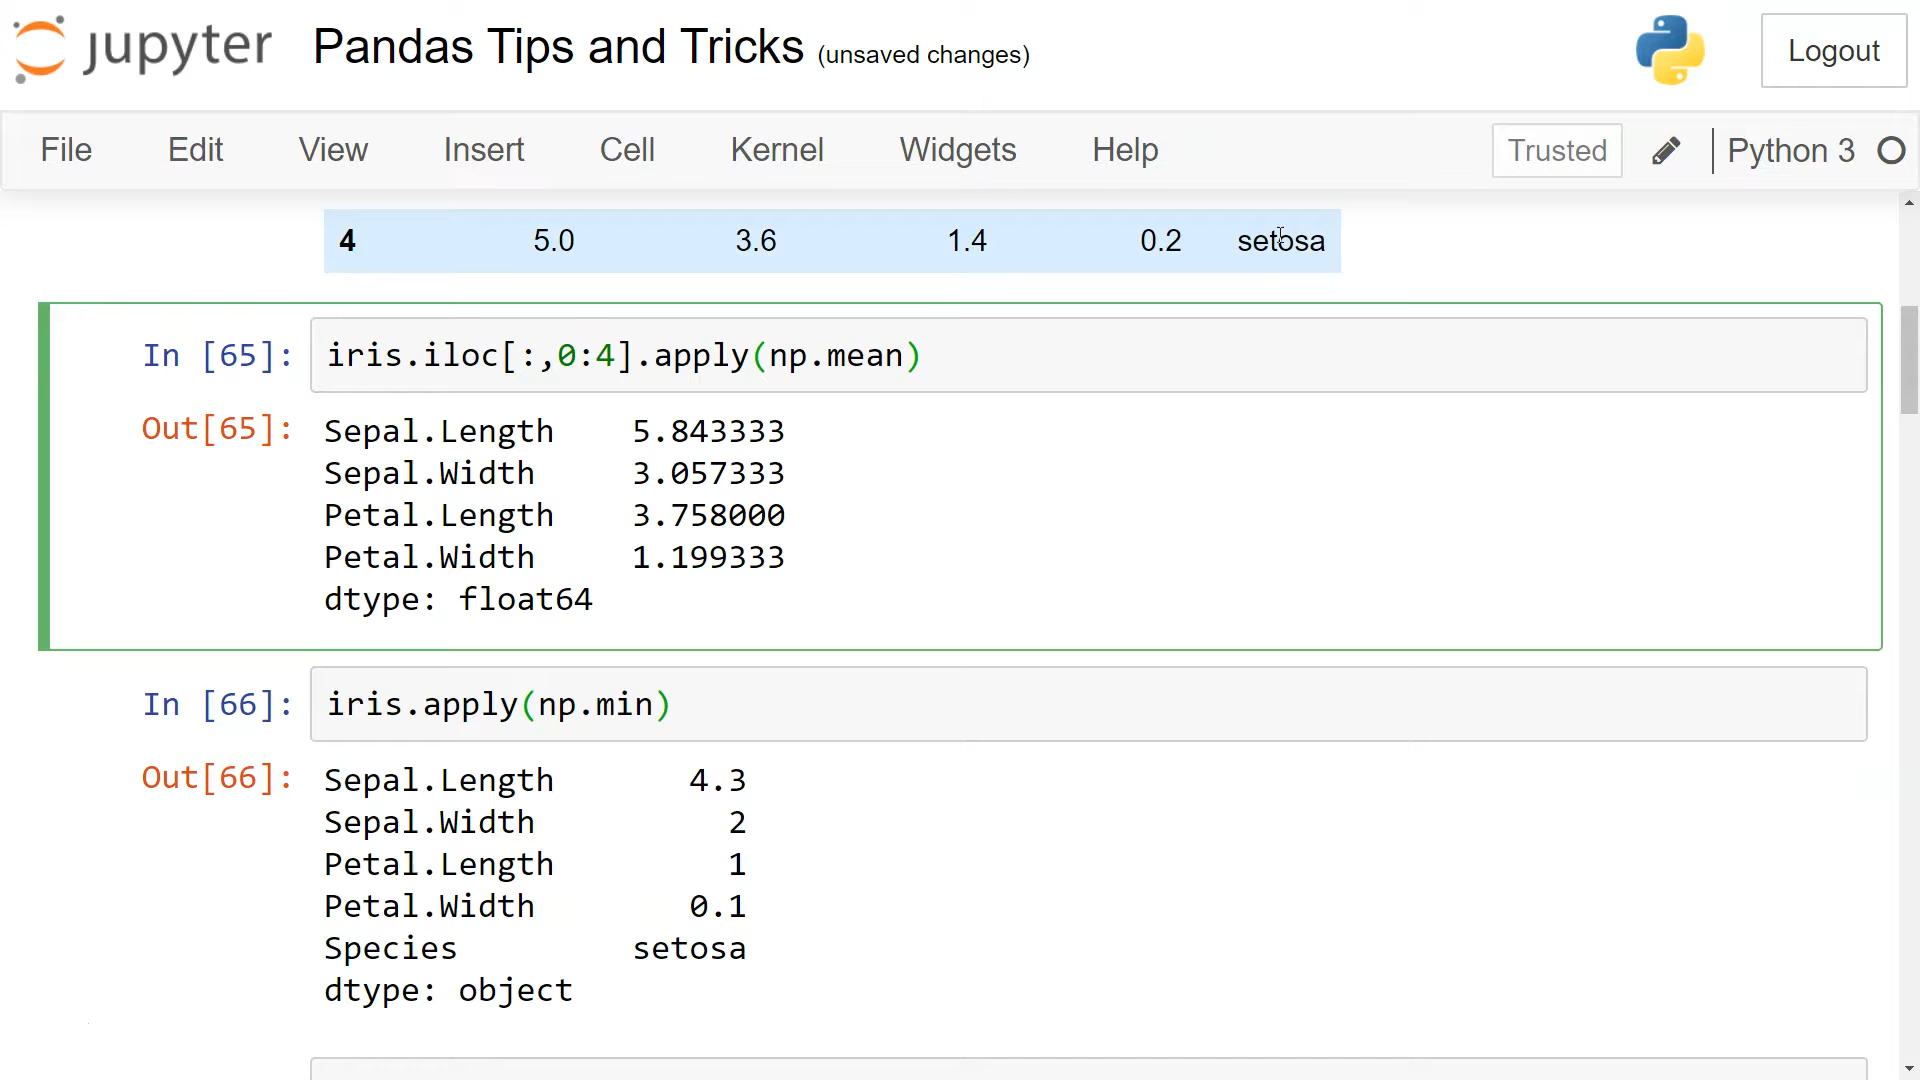 jupyter Pandas Tips and Tricks (unsaved changes) Logout
File Edit View Insert Cell Kernel Widgets Help Trusted Python 3
4 5.0 3.6 1.4 0.2 setosa
In [65]: iris.iloc[:,0:4].apply(np.mean)
Out[65]: Sepal.Length 5.843333
Sepal.Width 3.057333
Petal.Length 3.758000
Petal.Width 1.199333
dtype: float64
In [66]: iris.apply(np.min)
Out[66]: Sepal.Length 4.3
Sepal.Width 2
Petal.Length 1
Petal.Width 0.1
Species setosa
dtype: object